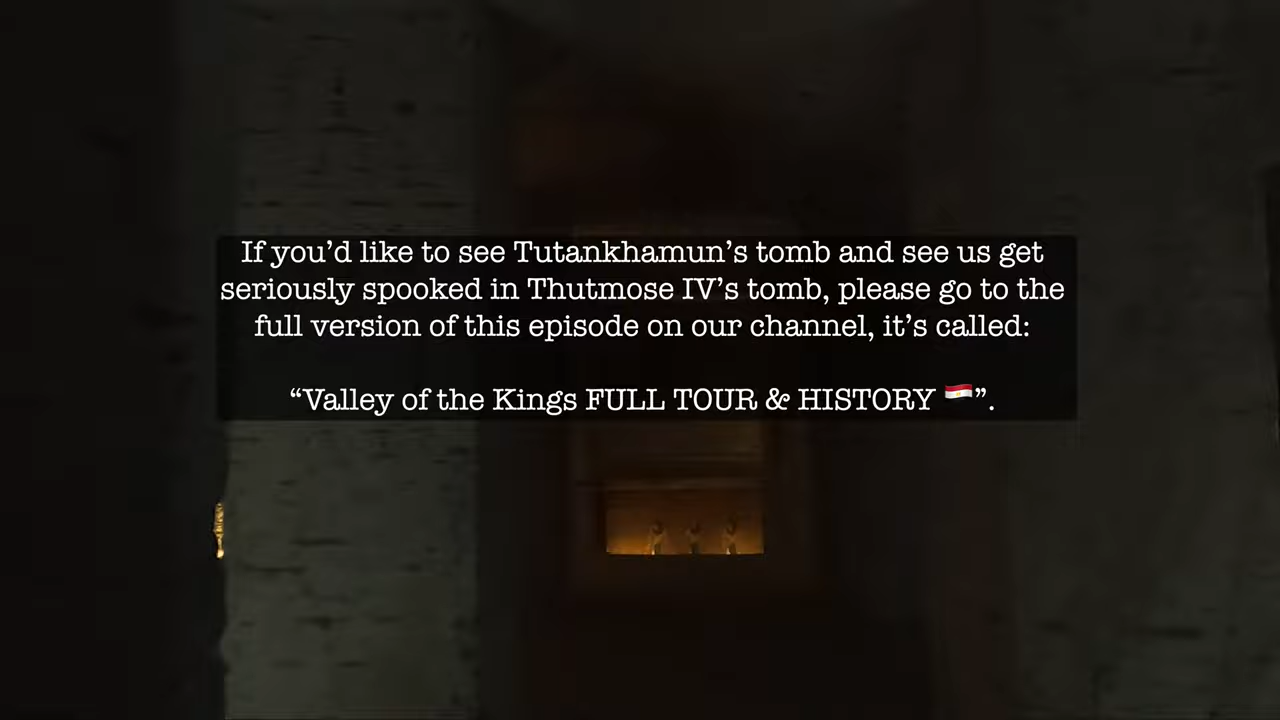 If you’d like to see Tutankhamun’s tomb and see us get
seriously spooked in Thutmose IV’s tomb, please go to the
full version of this episode on our channel, it’s called:
“Valley of the Kings FULL TOUR & HISTORY 🇪🇬”.